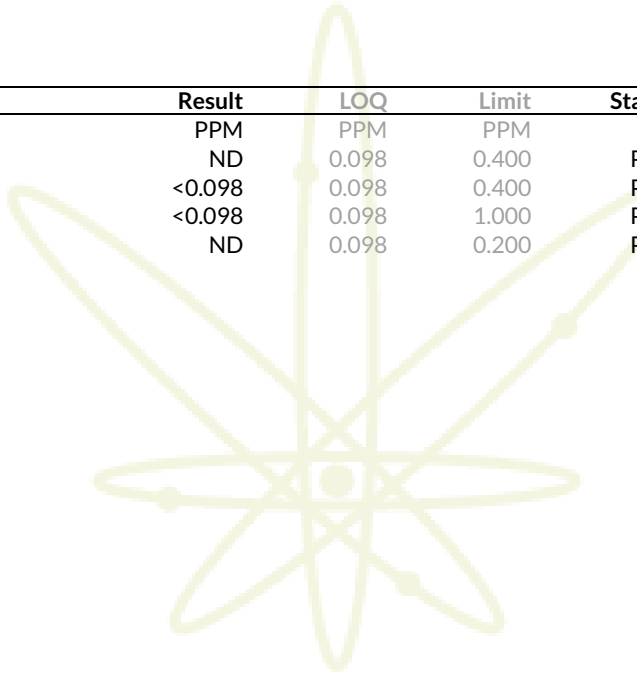 Result LOQ Limit Sta
PPM PPM PPM
ND 0.098 0.400 P
<0.098 0.098 0.400 P
<0.098 0.098 1.000 P
ND 0.098 0.200 P